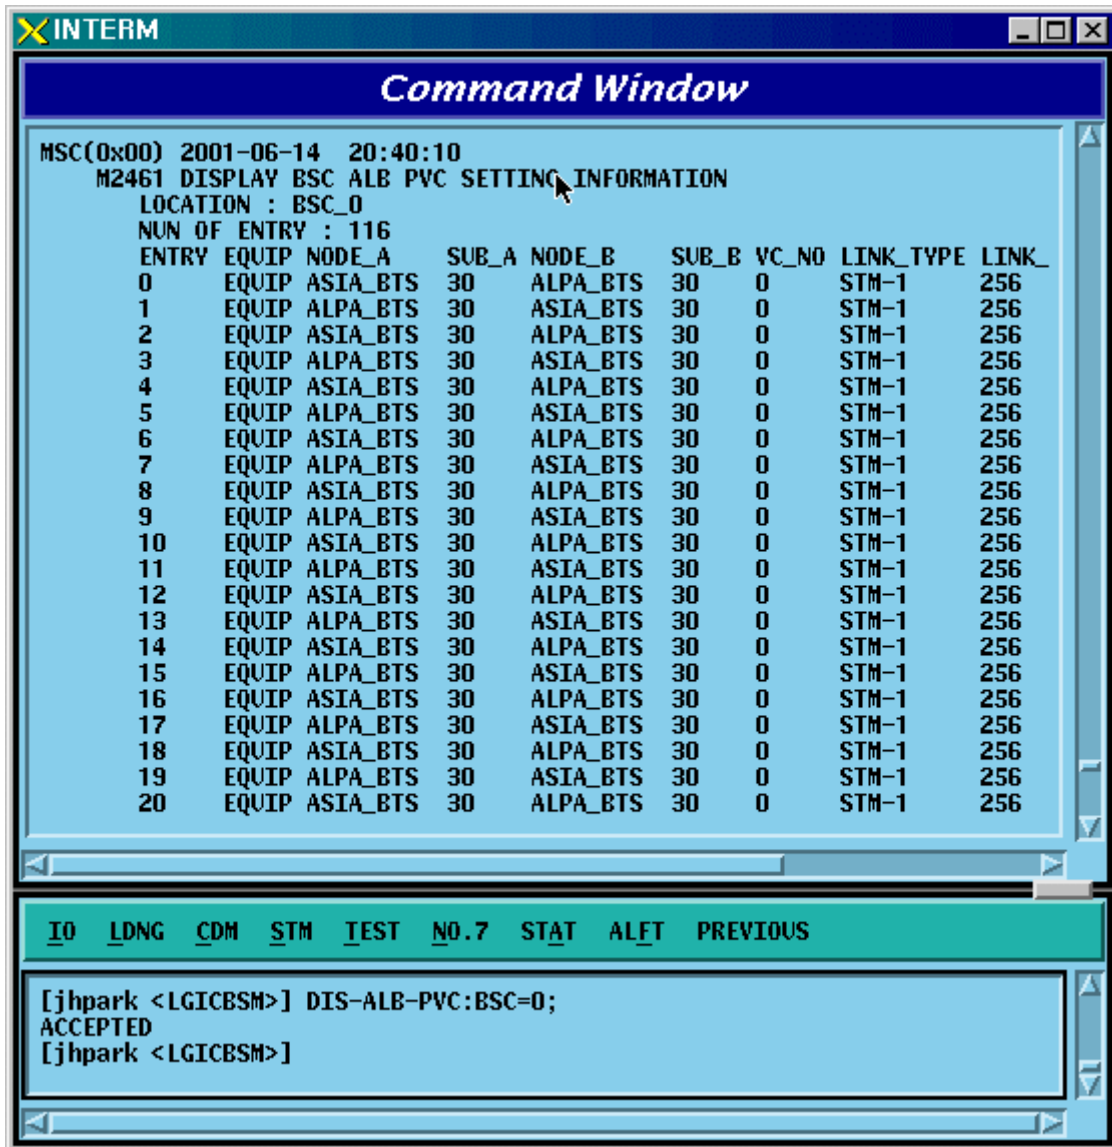 INTERM
Command Window
MSC(0x00) 2001-06-14 20:40:10
M2461 DISPLAY BSC ALB PVC SETTING INFORMATION
LOCATION : BSC_0
NUN OF ENTRY : 116
ENTRY EQUIP NODE_A SUB_A NODE_B SUB_B VC_NO LINK_TYPE LINK_
0 EQUIP ASIA_BTS 30 ALPA_BTS 30 0 STM-1 256
1 EQUIP ALPA_BTS 30 ASIA_BTS 30 0 STM-1 256
2 EQUIP ASIA_BTS 30 ALPA_BTS 30 0 STM-1 256
3 EQUIP ALPA_BTS 30 ASIA_BTS 30 0 STM-1 256
4 EQUIP ASIA_BTS 30 ALPA_BTS 30 0 STM-1 256
5 EQUIP ALPA_BTS 30 ASIA_BTS 30 0 STM-1 256
6 EQUIP ASIA_BTS 30 ALPA_BTS 30 0 STM-1 256
7 EQUIP ALPA_BTS 30 ASIA_BTS 30 0 STM-1 256
8 EQUIP ASIA_BTS 30 ALPA_BTS 30 0 STM-1 256
9 EQUIP ALPA_BTS 30 ASIA_BTS 30 0 STM-1 256
10 EQUIP ASIA_BTS 30 ALPA_BTS 30 0 STM-1 256
11 EQUIP ALPA_BTS 30 ASIA_BTS 30 0 STM-1 256
12 EQUIP ASIA_BTS 30 ALPA_BTS 30 0 STM-1 256
13 EQUIP ALPA_BTS 30 ASIA_BTS 30 0 STM-1 256
14 EQUIP ASIA_BTS 30 ALPA_BTS 30 0 STM-1 256
15 EQUIP ALPA_BTS 30 ASIA_BTS 30 0 STM-1 256
16 EQUIP ASIA_BTS 30 ALPA_BTS 30 0 STM-1 256
17 EQUIP ALPA_BTS 30 ASIA_BTS 30 0 STM-1 256
18 EQUIP ASIA_BTS 30 ALPA_BTS 30 0 STM-1 256
19 EQUIP ALPA_BTS 30 ASIA_BTS 30 0 STM-1 256
20 EQUIP ASIA_BTS 30 ALPA_BTS 30 0 STM-1 256
IO LDNG CDM STM TEST NO.7 STAT ALFT PREVIOUS
[jhpark <LGICBSM>] DIS-ALB-PVC:BSC=0;
ACCEPTED
[jhpark <LGICBSM>]